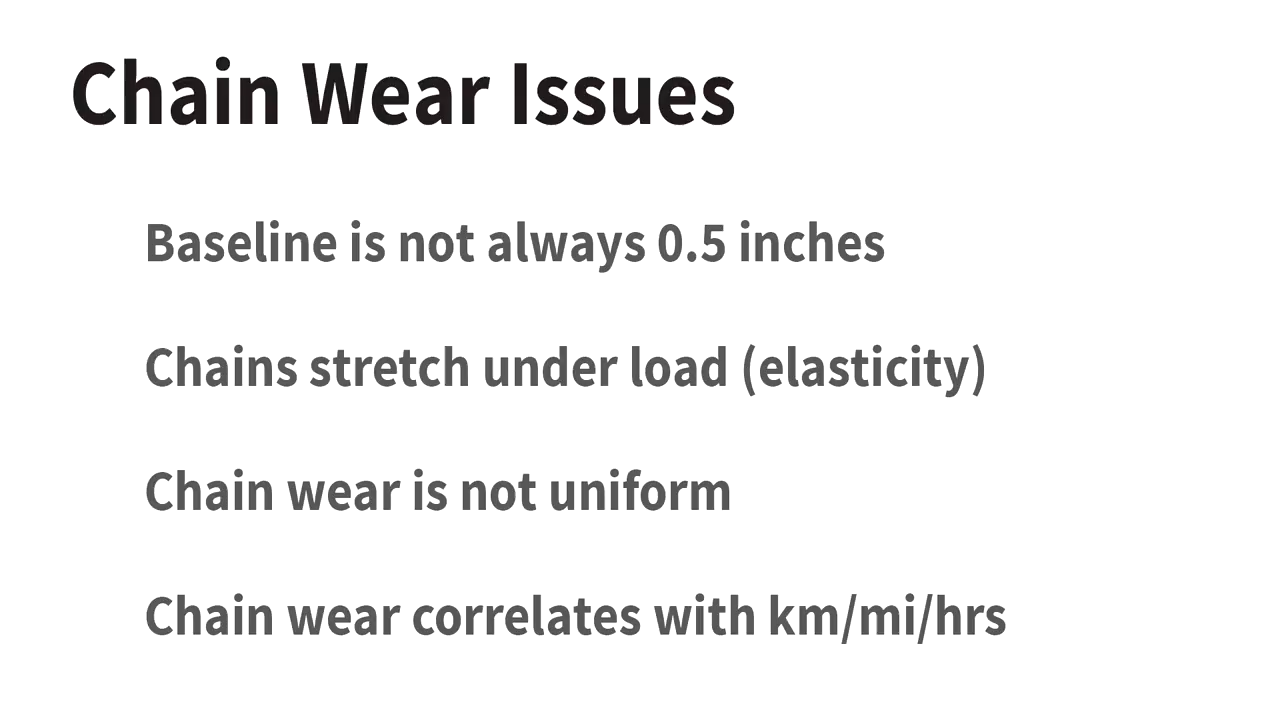 Chain Wear Issues
Baseline is not always 0.5 inches
Chains stretch under load (elasticity)
Chain wear is not uniform
Chain wear correlates with km/mi/hrs